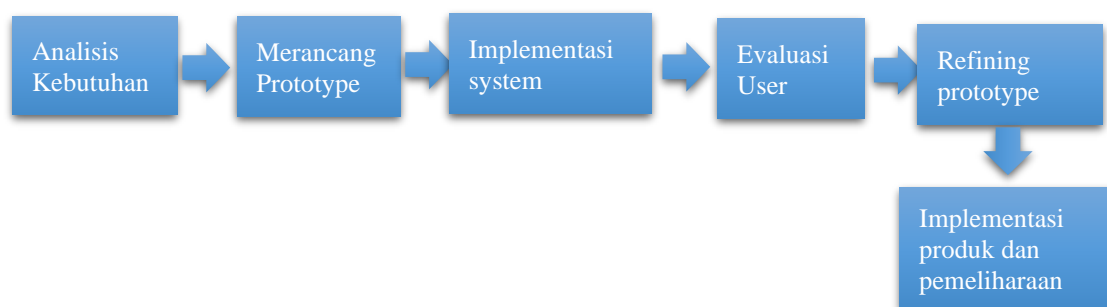 Analisis
Kebutuhan
Merancang
Prototype
Implementasi
system
Evaluasi
User
Refining
prototype
Implementasi
produk dan
pemeliharaan